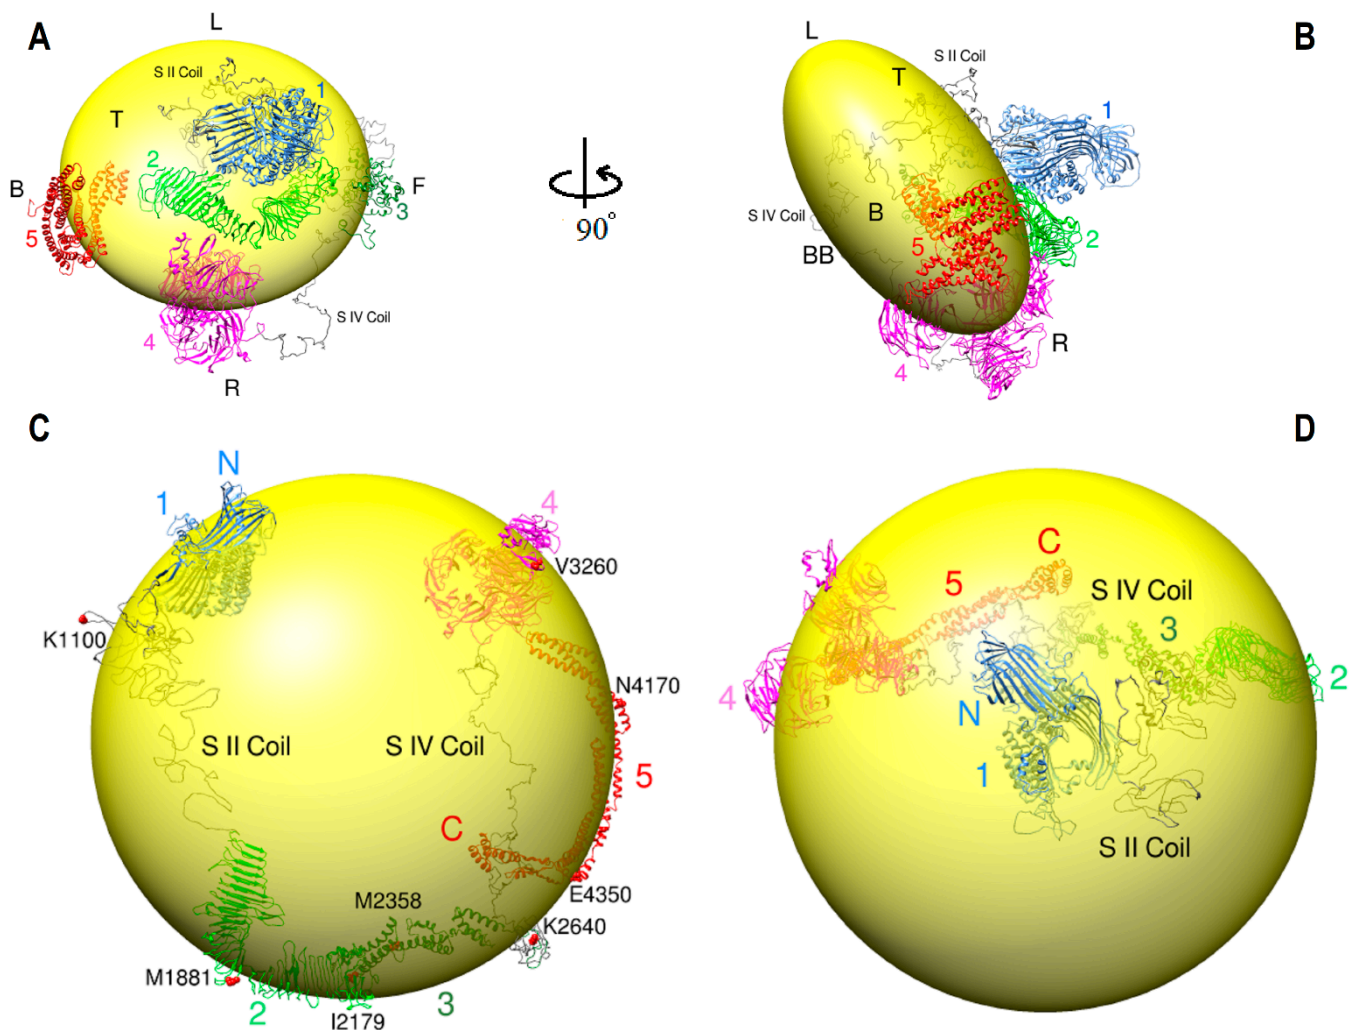 A
L
S II Coil
1
T
2
B
F
3
5
S IV Coil
4
R
90°
B
L
S II Coil
T
1
S IV Coil
B
2
BB
5
R
4
C
N
1
4
V3260
K1100
N4170
S II Coil
S IV Coil
5
C
E4350
M2358
K2640
M1881
2
3
I2179
D
C
5
S IV Coil
3
4
2
N
1
S II Coil